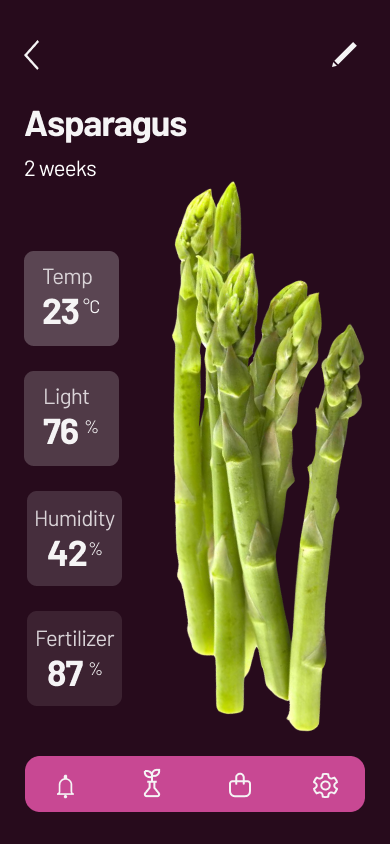 Asparagus
2 weeks
Temp
23 °C
Light
76 %
Humidity
42 %
Fertilizer
87 %